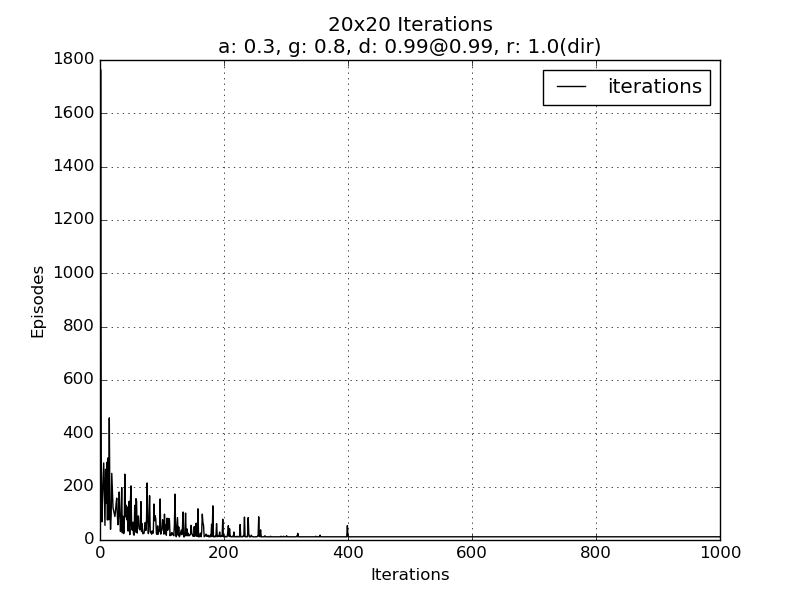 20x20 Iterations
a: 0.3, g: 0.8, d: 0.99@0.99, r: 1.0(dir)
1800
iterations
1600
1400
1200
1000
Episodes
800
600
400
200
0
0 200 400 600 800 1000
Iterations